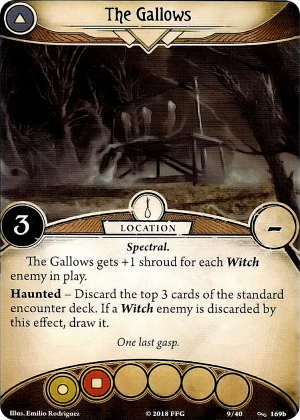 The Gallows
3
LOCATION
–
Spectral.
The Gallows gets +1 shroud for each Witch
enemy in play.
Haunted – Discard the top 3 cards of the standard
encounter deck. If a Witch enemy is discarded by
this effect, draw it.
One last gasp.
Illus. Emilio Rodriguez
© 2018 FFG
9/40
169b